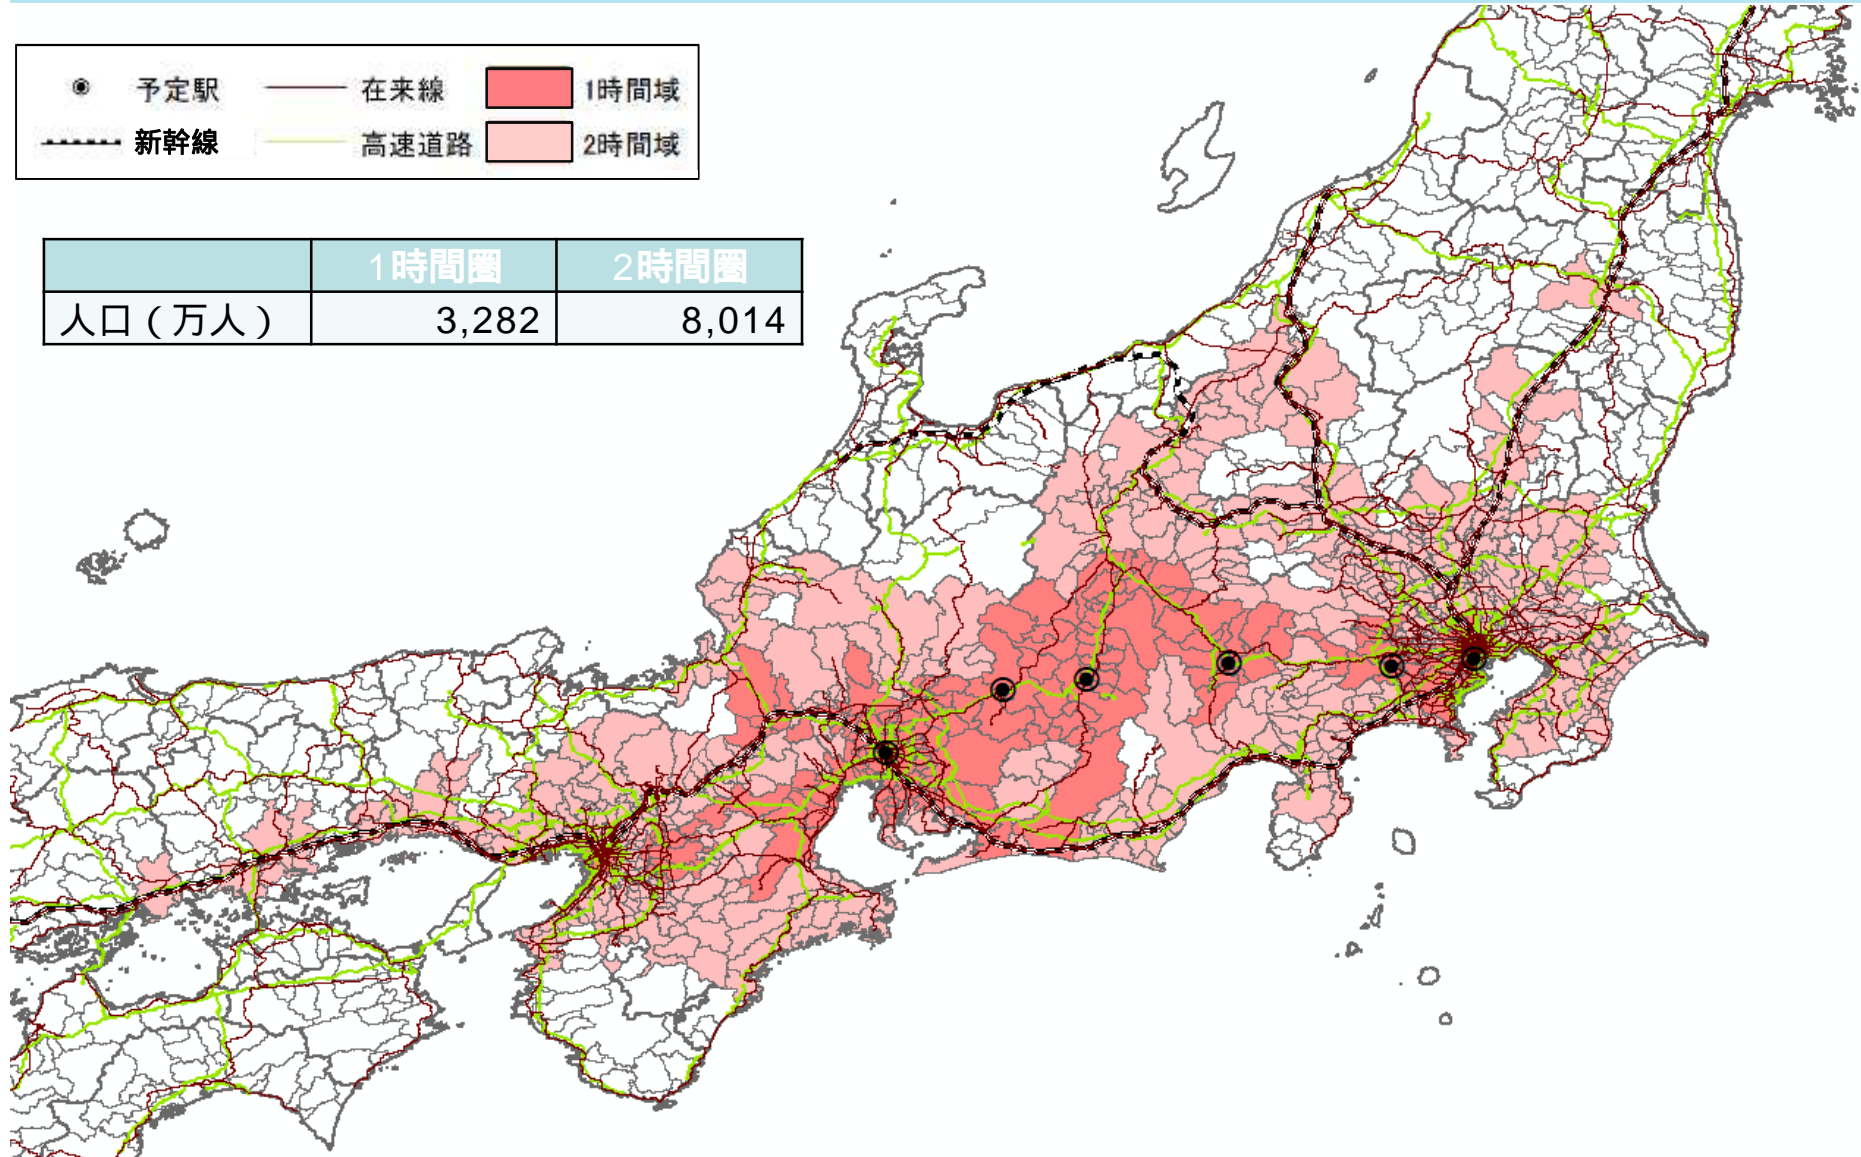 予定駅 在来線 1時間域
新幹線 高速道路 2時間域
1時間圏 2時間圏
人口(万人) 3,282 8,014